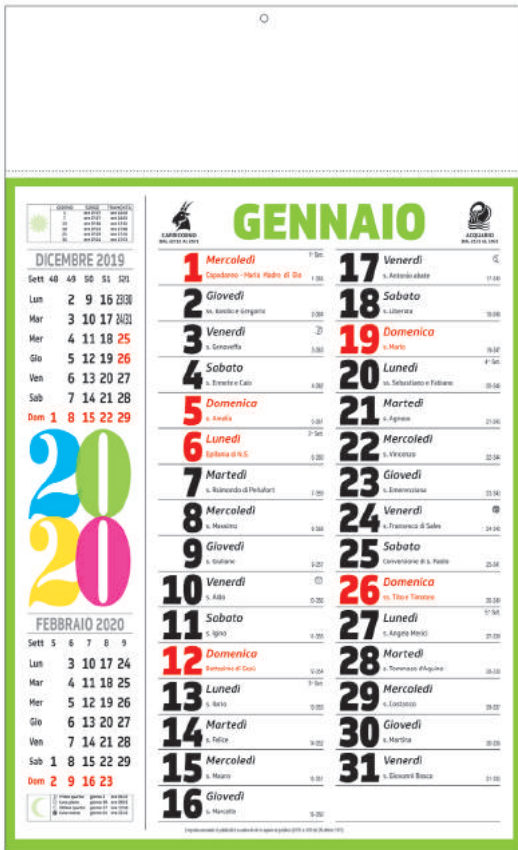 GIORNO SORGE TRAMONTA
DICEMBRE 2019
Sett 48 49 50 51 52/1
Lun 2 9 16 23/30
Mar 3 10 17 24/31
Mer 4 11 18 25
Gio 5 12 19 26
Ven 6 13 20 27
Sab 7 14 21 28
Dom 1 8 15 22 29
20
20
FEBBRAIO 2020
Sett 5 6 7 8 9
Lun 3 10 17 24
Mar 4 11 18 25
Mer 5 12 19 26
Gio 6 13 20 27
Ven 7 14 21 28
Sab 1 8 15 22 29
Dom 2 9 16 23
CAPRICORNO
GENNAIO
ACQUARIO
1 Mercoledì
Capodanno - Maria Madre di Dio
2 Giovedì
ss. Basilio e Gregorio
3 Venerdì
s. Genoveffa
4 Sabato
s. Ermete e Caio
5 Domenica
s. Amelia
6 Lunedì
Epifania di N.S.
7 Martedì
s. Raimondo di Peñafort
8 Mercoledì
s. Massimo
9 Giovedì
s. Giuliano
10 Venerdì
s. Aldo
11 Sabato
s. Igino
12 Domenica
Battesimo di Gesù
13 Lunedì
s. Ilario
14 Martedì
s. Felice
15 Mercoledì
s. Mauro
16 Giovedì
s. Marcello
17 Venerdì
s. Antonio abate
18 Sabato
s. Liberata
19 Domenica
s. Mario
20 Lunedì
ss. Sebastiano e Fabiano
21 Martedì
s. Agnese
22 Mercoledì
s. Vincenzo
23 Giovedì
s. Emerenziana
24 Venerdì
s. Francesco di Sales
25 Sabato
Conversione di s. Paolo
26 Domenica
ss. Tito e Timoteo
27 Lunedì
s. Angela Merici
28 Martedì
s. Tommaso d'Aquino
29 Mercoledì
s. Costanzo
30 Giovedì
s. Martina
31 Venerdì
s. Giovanni Bosco